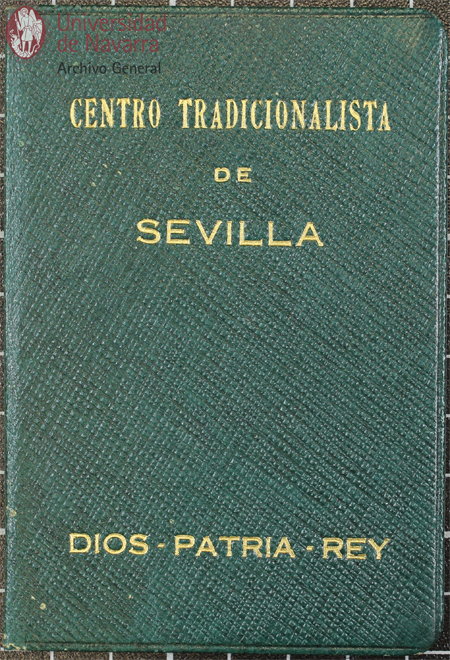 Universidad
de Navarra
Archivo General
CENTRO TRADICIONALISTA
DE
SEVILLA
DIOS - PATRIA - REY